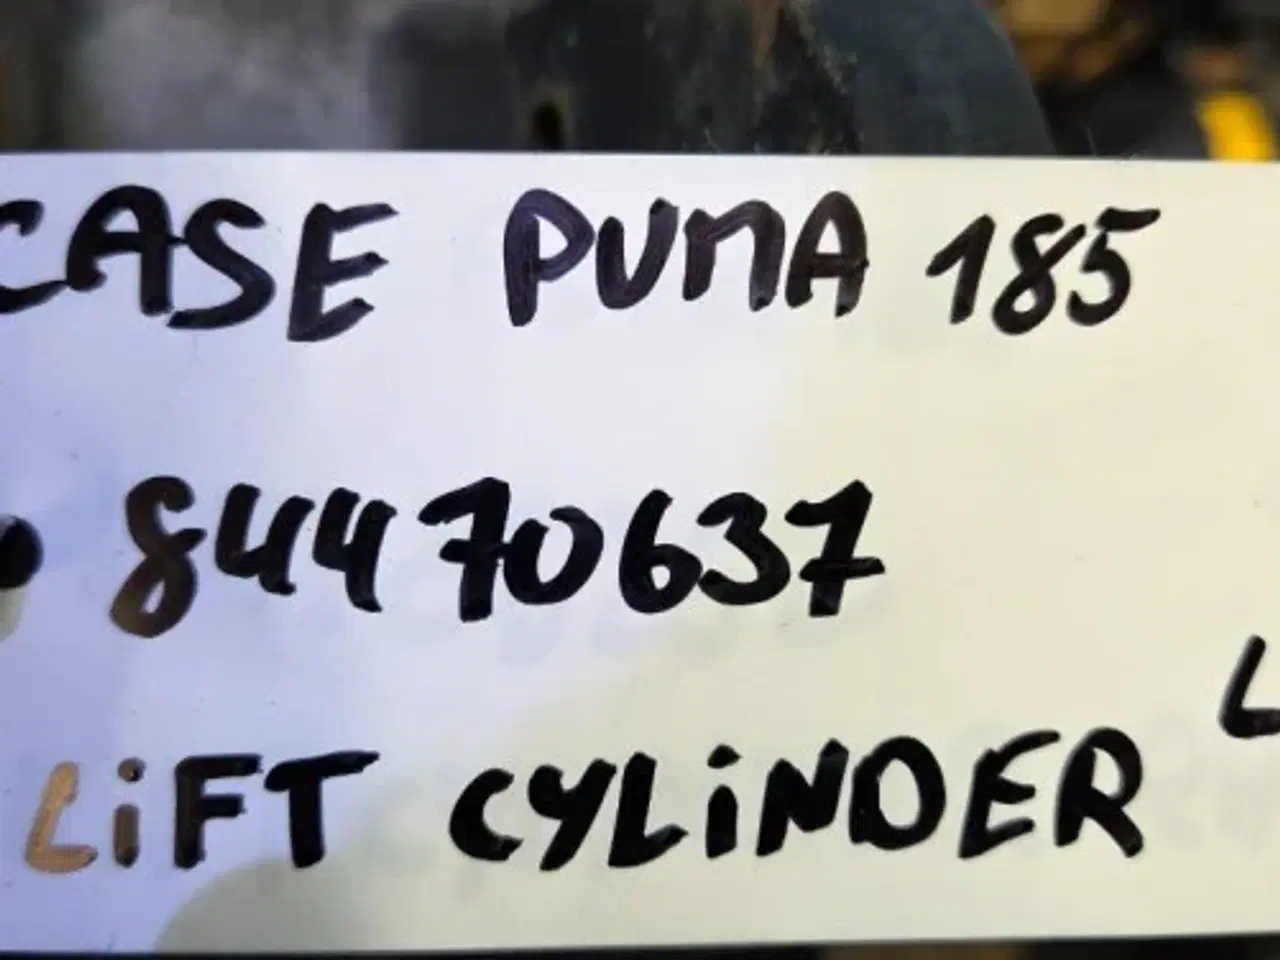 CASE PUMA 185
84470637
LiFT CYLiNDER L